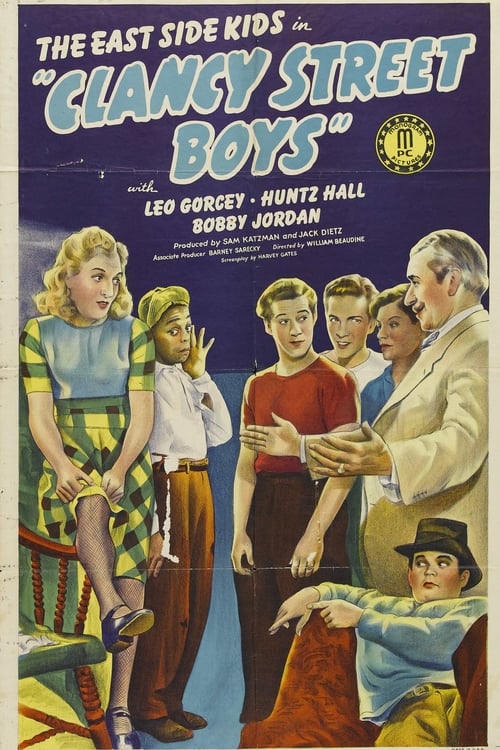 THE EAST SIDE KIDS in
"CLANCY STREET
BOYS"
MONOGRAM
M
PC
PICTURES
with
LEO GORCEY · HUNTZ HALL
BOBBY JORDAN
Produced by SAM KATZMAN and JACK DIETZ
Associate Producer BARNEY SARECKY Directed by WILLIAM BEAUDINE
Screenplay by HARVEY GATES